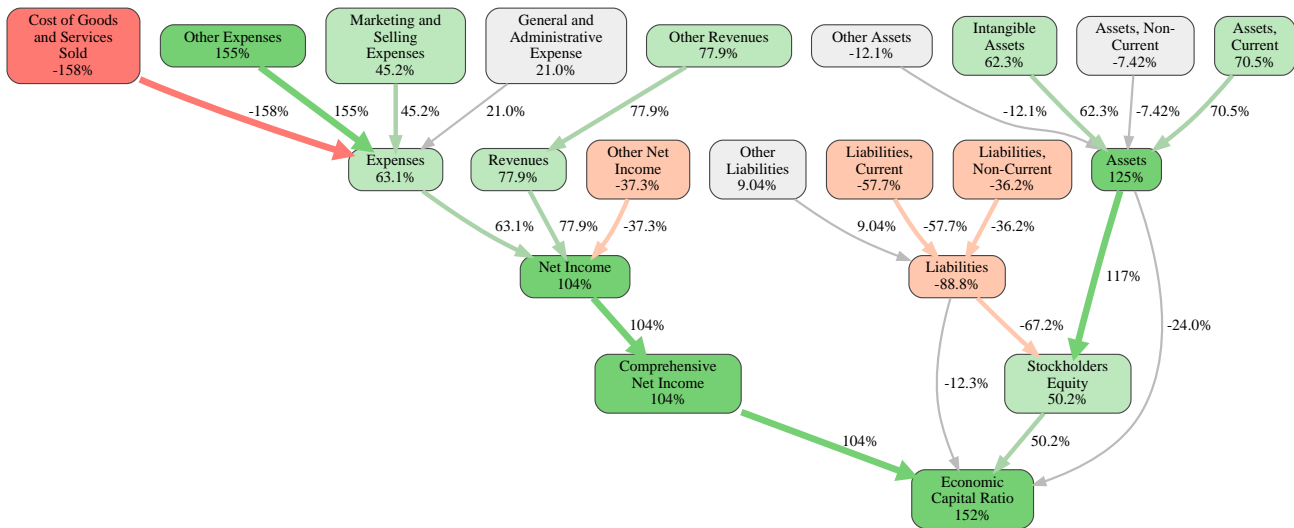 Cost of Goods
and Services
Sold
-158%
Other Expenses
155%
Marketing and
Selling
Expenses
45.2%
General and
Administrative
Expense
21.0%
Other Revenues
77.9%
Other Assets
-12.1%
Intangible
Assets
62.3%
Assets, Non-
Current
-7.42%
Assets,
Current
70.5%
-158%
155%
45.2%
21.0%
77.9%
-12.1%
62.3%
-7.42%
70.5%
Expenses
63.1%
Revenues
77.9%
Other Net
Income
-37.3%
Other
Liabilities
9.04%
Liabilities,
Current
-57.7%
Liabilities,
Non-Current
-36.2%
Assets
125%
63.1%
77.9%
-37.3%
9.04%
-57.7%
-36.2%
Net Income
104%
Liabilities
-88.8%
117%
104%
-67.2%
-24.0%
Comprehensive
Net Income
104%
-12.3%
Stockholders
Equity
50.2%
104%
50.2%
Economic
Capital Ratio
152%